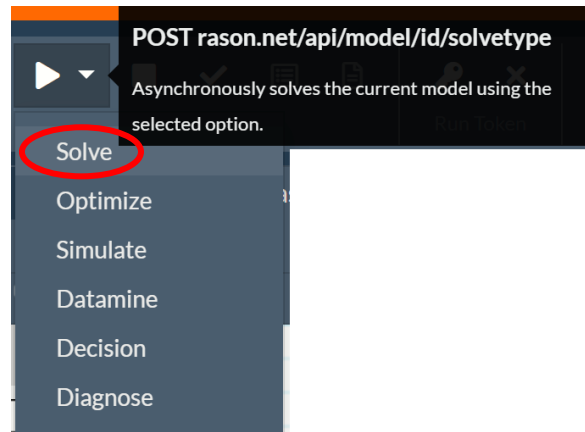 POST rason.net/api/model/id/solvetype
Asynchronously solves the current model using the
selected option.
Run Token
Solve
Optimize
Simulate
Datamine
Decision
Diagnose